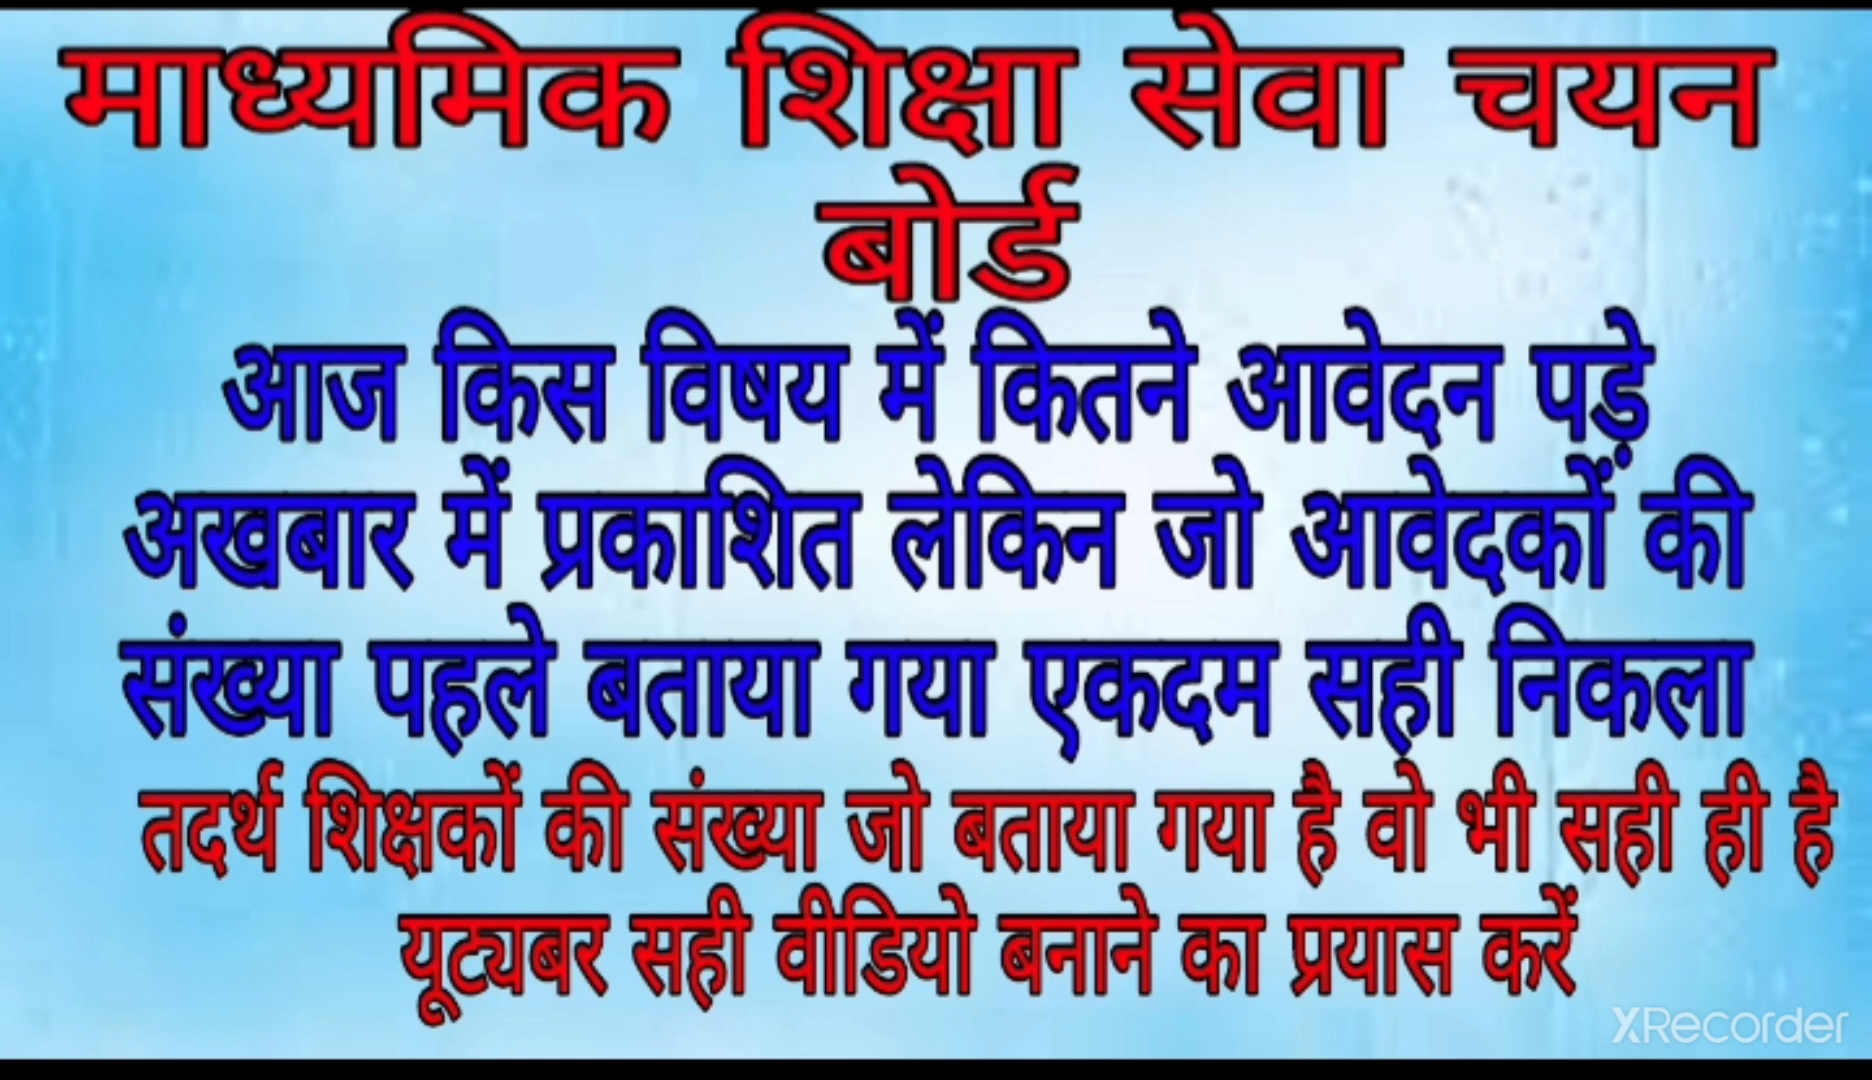 माध्यमिक शिक्षा सेवा चयन
बोर्ड
आज किस विषय में कितने आवेदन पड़े
अखबार में प्रकाशित लेकिन जो आवेदकों की
संख्या पहले बताया गया एकदम सही निकला
तदर्थ शिक्षकों की संख्या जो बताया गया है वो भी सही ही है
यूट्यबर सही वीडियो बनाने का प्रयास करें
XRecorder